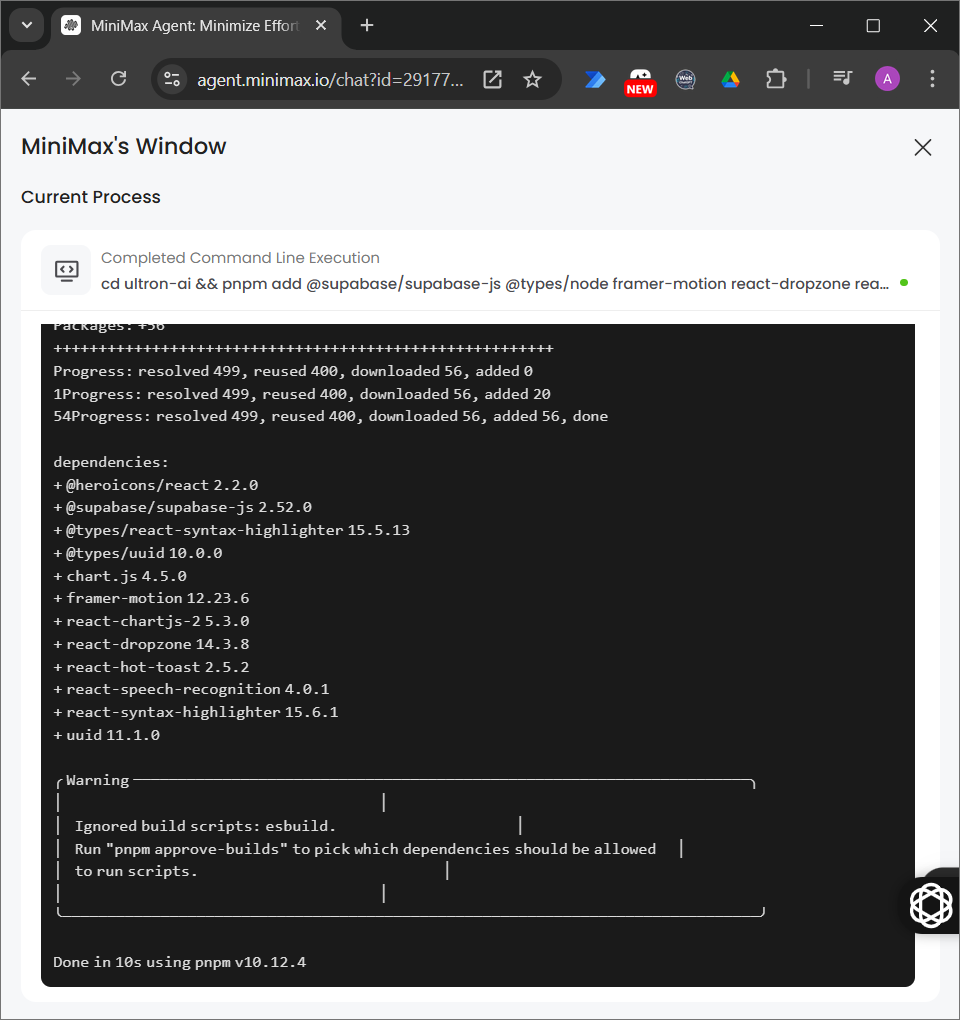 MiniMax Agent: Minimize Effort
agent.minimax.io/chat?id=29177...
NEW
Web
A
MiniMax's Window
Current Process
Completed Command Line Execution
cd ultron-ai && pnpm add @supabase/supabase-js @types/node framer-motion react-dropzone rea...
Packages: +56
++++++++++++++++++++++++++++++++++++++++++++++++++++++++
Progress: resolved 499, reused 400, downloaded 56, added 0
1Progress: resolved 499, reused 400, downloaded 56, added 20
54Progress: resolved 499, reused 400, downloaded 56, added 56, done
dependencies:
+ @heroicons/react 2.2.0
+ @supabase/supabase-js 2.52.0
+ @types/react-syntax-highlighter 15.5.13
+ @types/uuid 10.0.0
+ chart.js 4.5.0
+ framer-motion 12.23.6
+ react-chartjs-2 5.3.0
+ react-dropzone 14.3.8
+ react-hot-toast 2.5.2
+ react-speech-recognition 4.0.1
+ react-syntax-highlighter 15.6.1
+ uuid 11.1.0
Warning
Ignored build scripts: esbuild.
Run "pnpm approve-builds" to pick which dependencies should be allowed
to run scripts.
Done in 10s using pnpm v10.12.4